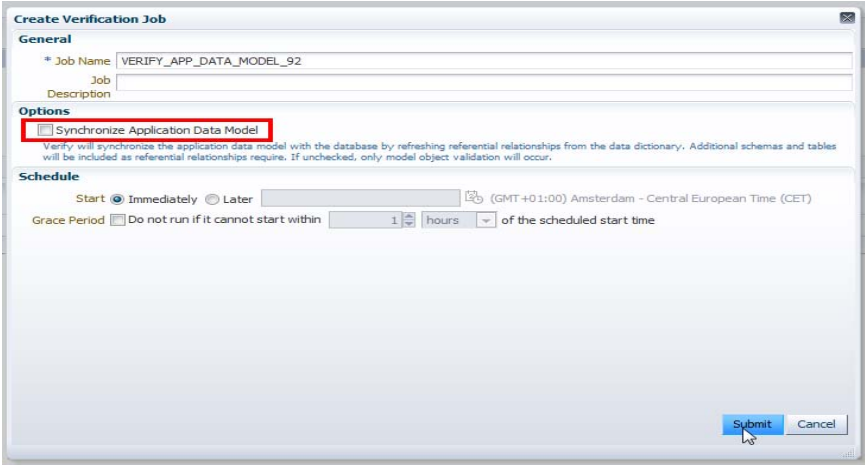 Create Verification Job
General
* Job Name VERIFY_APP_DATA_MODEL_92
Job
Description
Options
Synchronize Application Data Model
Verify will synchronize the application data model with the database by refreshing referential relationships from the data dictionary. Additional schemas and tables
will be included as referential relationships require. If unchecked, only model object validation will occur.
Schedule
Start Immediately Later (GMT+01:00) Amsterdam - Central European Time (CET)
Grace Period Do not run if it cannot start within 1 hours of the scheduled start time
Submit Cancel